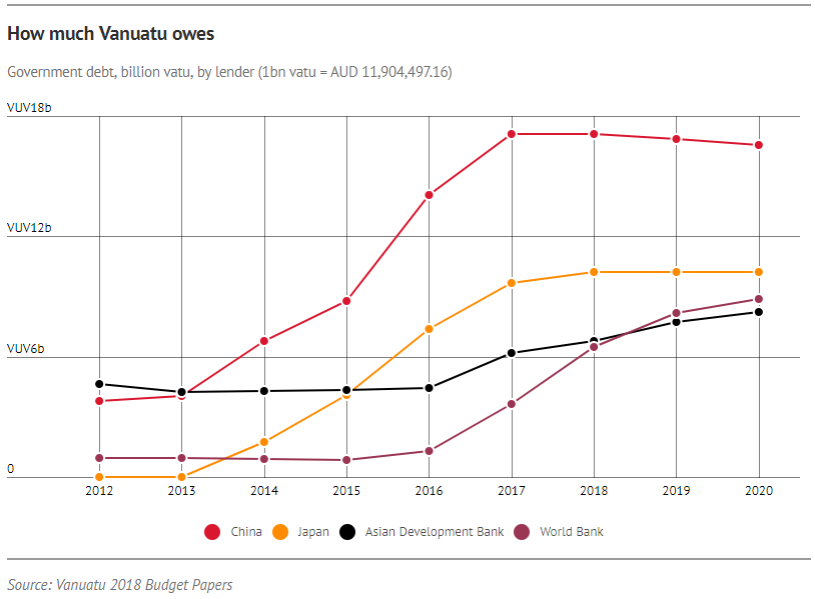 How much Vanuatu owes
Government debt, billion vatu, by lender (1bn vatu = AUD 11,904,497.16)
VUV18b
VUV12b
VUV6b
0
2012 2013 2014 2015 2016 2017 2018 2019 2020
China Japan Asian Development Bank World Bank
Source: Vanuatu 2018 Budget Papers